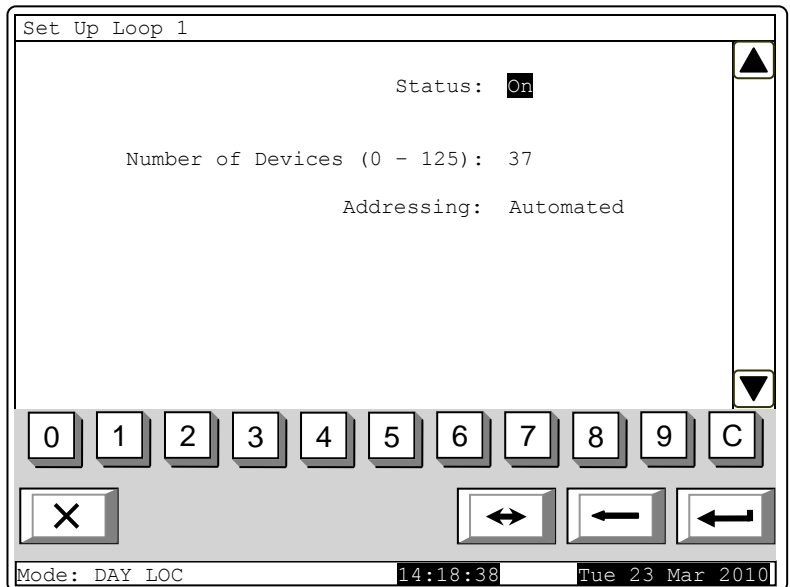 Set Up Loop 1
Status: On
Number of Devices (0 – 125): 37
Addressing: Automated
0 1 2 3 4 5 6 7 8 9 C
Mode: DAY LOC 14:18:38 Tue 23 Mar 2010